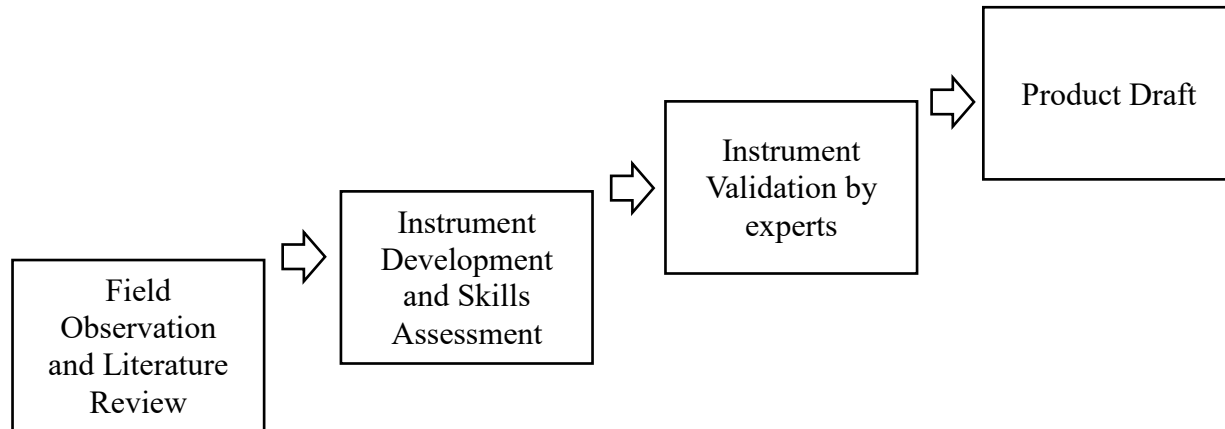 Field
Observation
and Literature
Review
Instrument
Development
and Skills
Assessment
Instrument
Validation by
experts
Product Draft